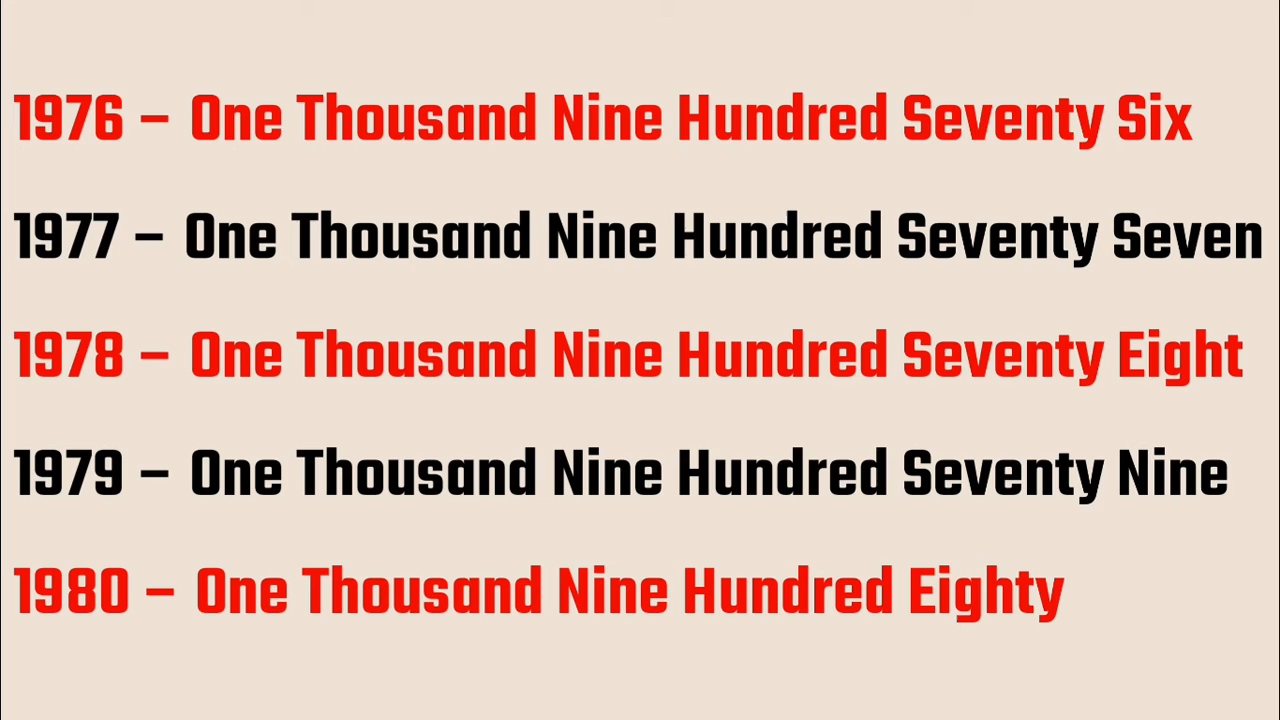 1976 – One Thousand Nine Hundred Seventy Six
1977 – One Thousand Nine Hundred Seventy Seven
1978 – One Thousand Nine Hundred Seventy Eight
1979 – One Thousand Nine Hundred Seventy Nine
1980 – One Thousand Nine Hundred Eighty